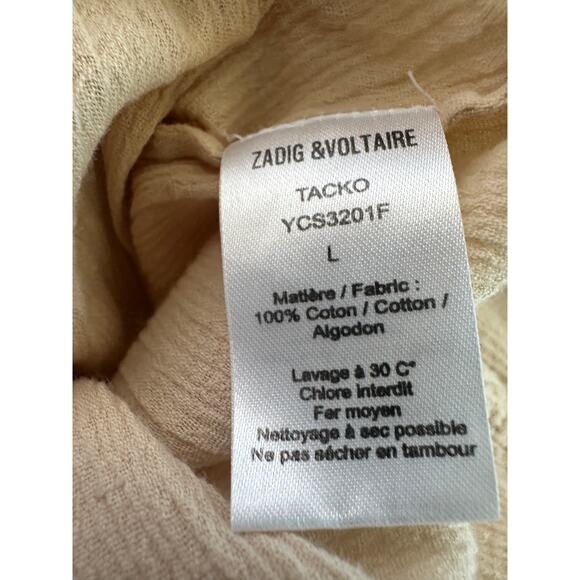 ZADIG &VOLTAIRE
TACKO
YCS3201F
L
Matière / Fabric :
100% Coton / Cotton /
Algodon
Lavage à 30 C°
Chlore interdit
Fer moyen
Nettoyage à sec possible
Ne pas sécher en tambour